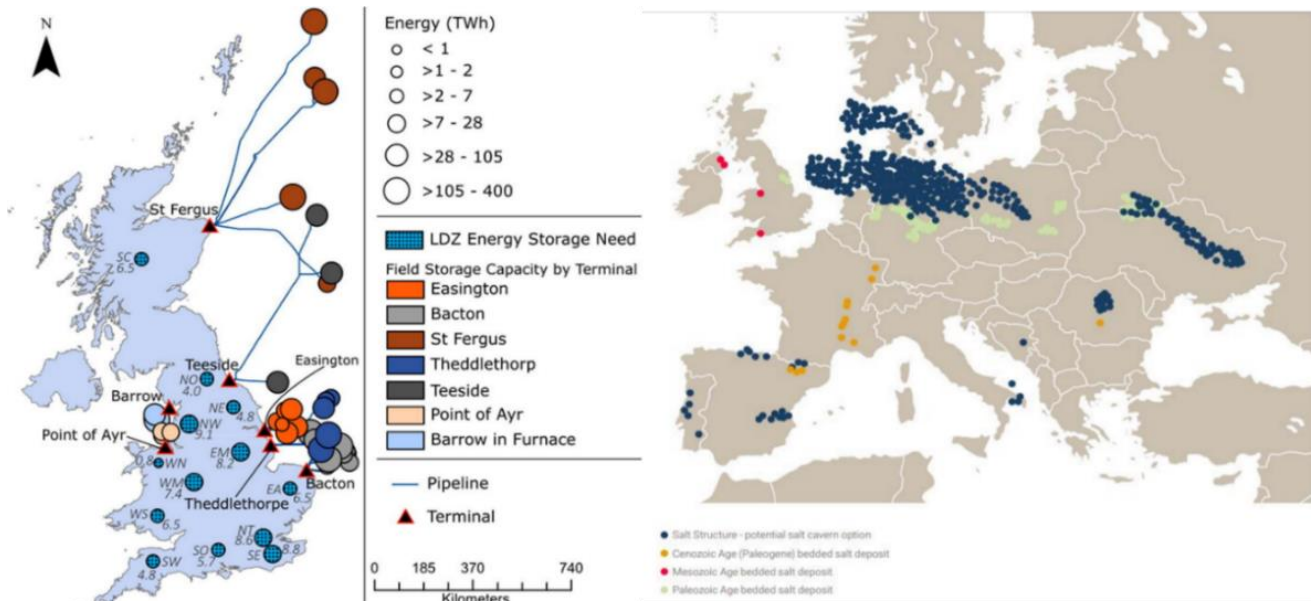 N
St Fergus
SC
6.5
Teeside
Easington
NO
4.0
Barrow
NE
4.8
NW
9.1
Point of Ayr
EM
8.2
0.8
WN
WM
7.4
Theddlethorpe
Bacton
EA
6.5
WS
6.5
NT
8.6
SO
5.7
SE
8.8
SW
4.8
Energy (TWh)
< 1
>1 - 2
>2 - 7
>7 - 28
>28 - 105
>105 - 400
LDZ Energy Storage Need
Field Storage Capacity by Terminal
Easington
Bacton
St Fergus
Theddlethorp
Teeside
Point of Ayr
Barrow in Furnace
Pipeline
Terminal
0 185 370 740
Kilometers
Salt Structure - potential salt cavern option
Cenozoic Age (Paleogene) bedded salt deposit
Mesozoic Age bedded salt deposit
Paleozoic Age bedded salt deposit